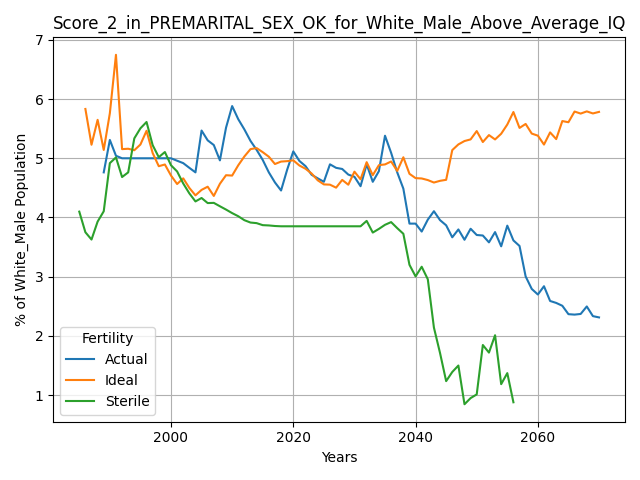 Score_2_in_PREMARITAL_SEX_OK_for_White_Male_Above_Average_IQ
% of White_Male Population
7
6
5
4
3
2
1
Fertility
Actual
Ideal
Sterile
2000 2020 2040 2060
Years